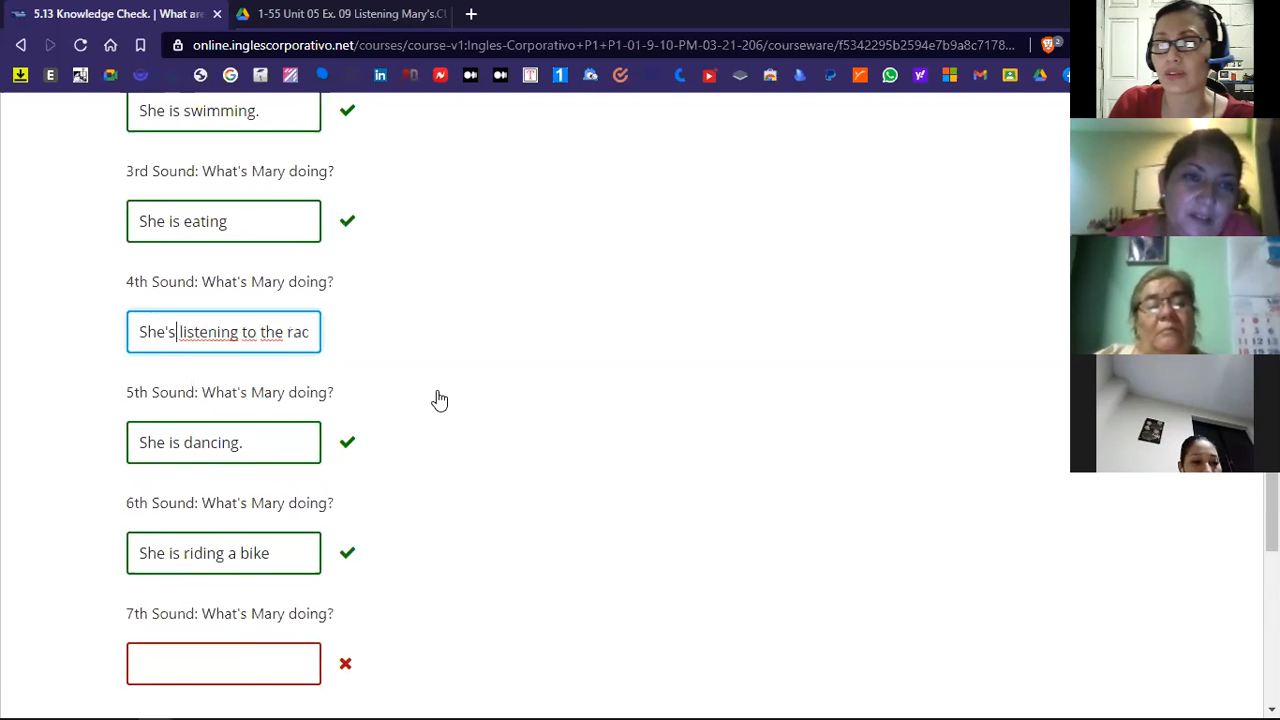 5.13 Knowledge Check. | What are
1-55 Unit 05 Ex. 09 Listening Mary's
online.inglescorporativo.
/course-v1:Ingles-Corporativo+P1+P1-01-9-10-PM-03-21-206/courseware/f5342295b2594e7b9a8c7178...
2
She is swimming.
3rd Sound: What's Mary doing?
She is eating
4th Sound: What's Mary doing?
She's listening to the rad
5th Sound: What's Mary doing?
She is dancing.
6th Sound: What's Mary doing?
She is riding a bike
7th Sound: What's Mary doing?